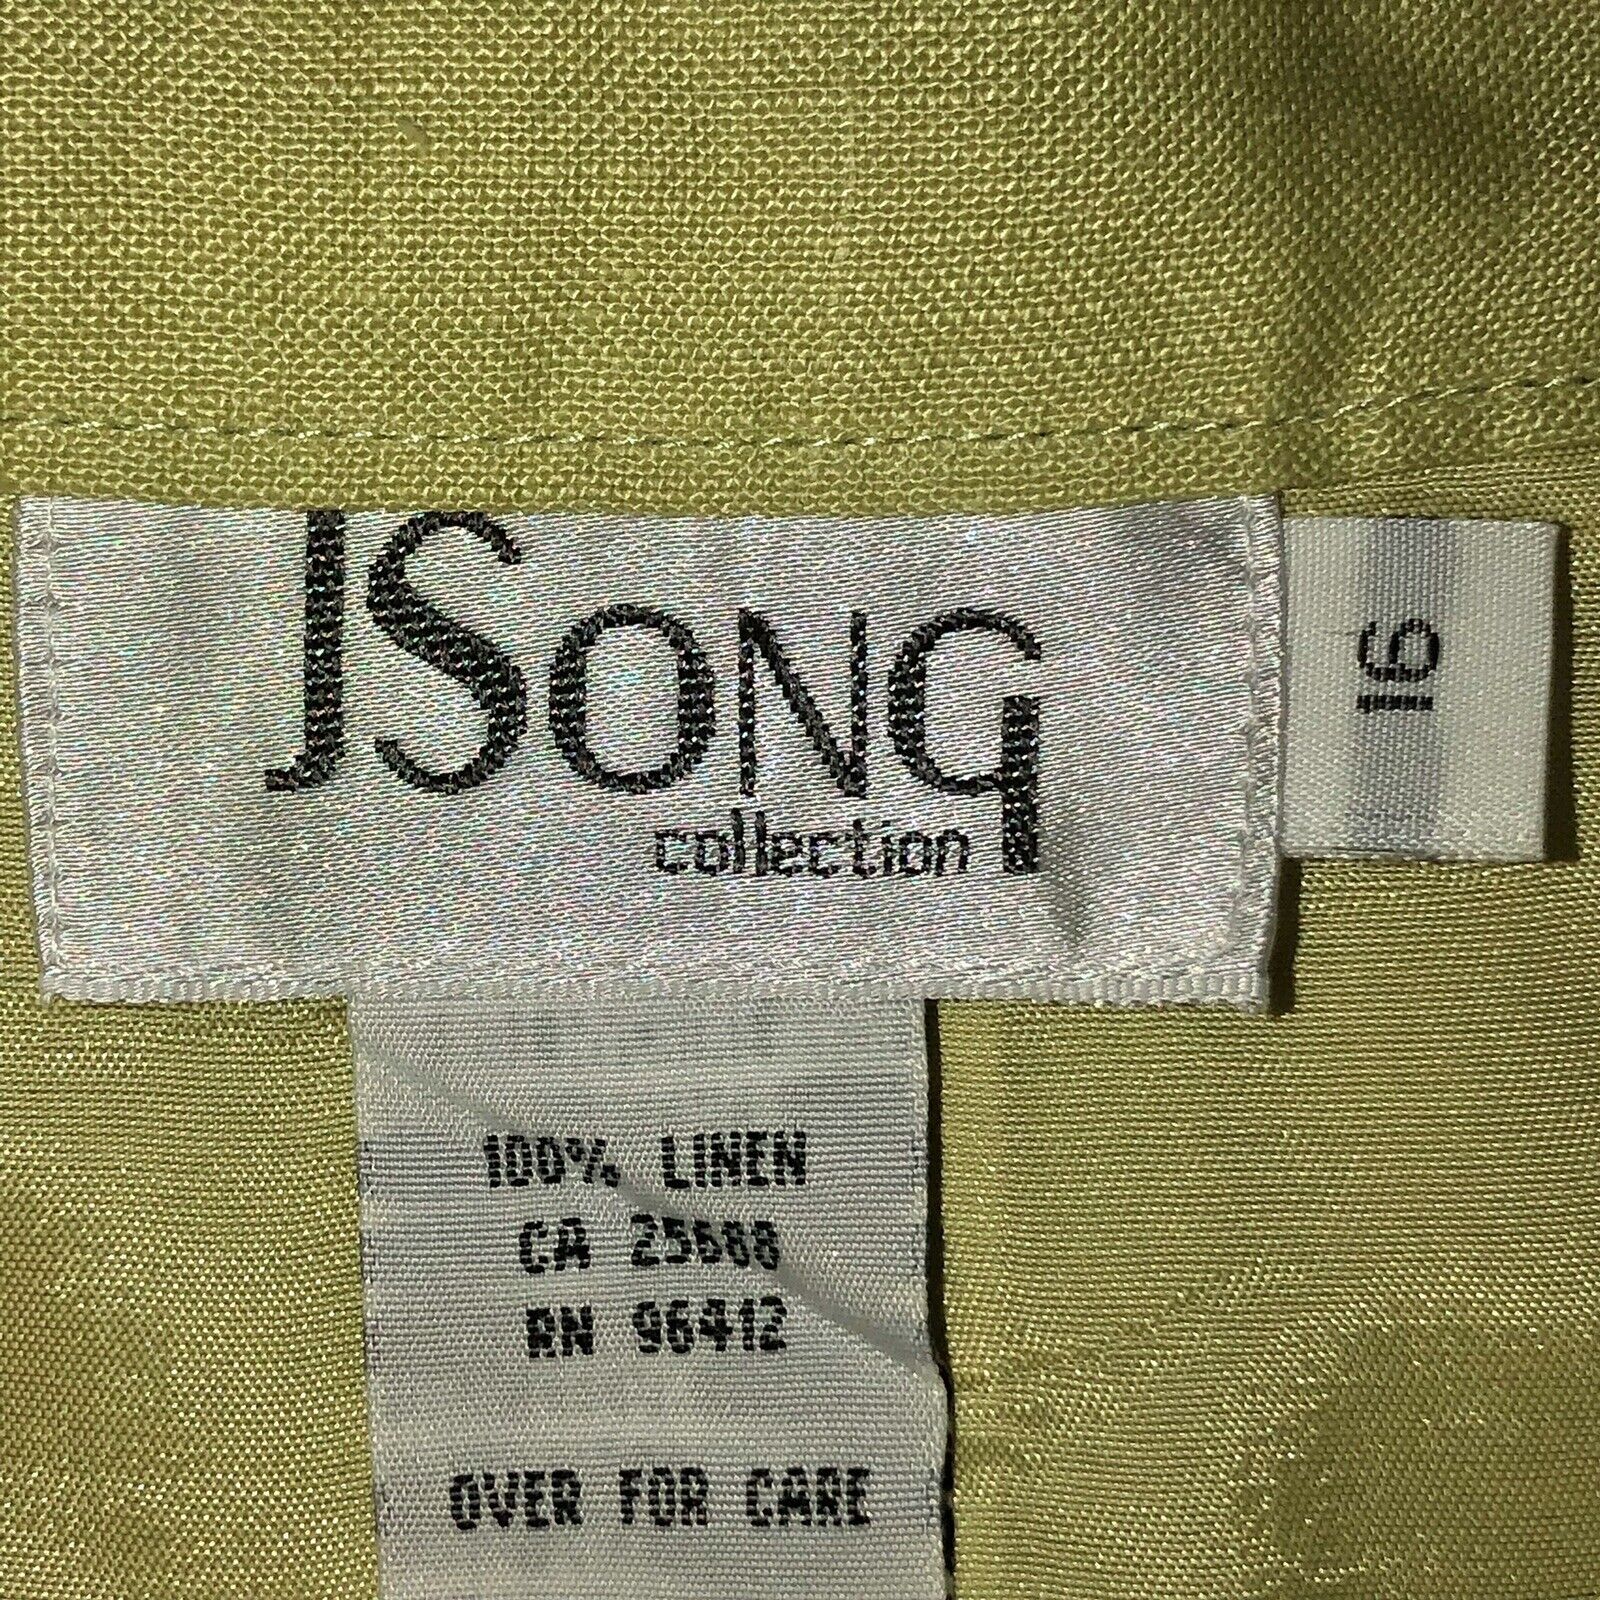 JSong
collection
16
100% LINEN
CA 25688
RN 96412
OVER FOR CARE